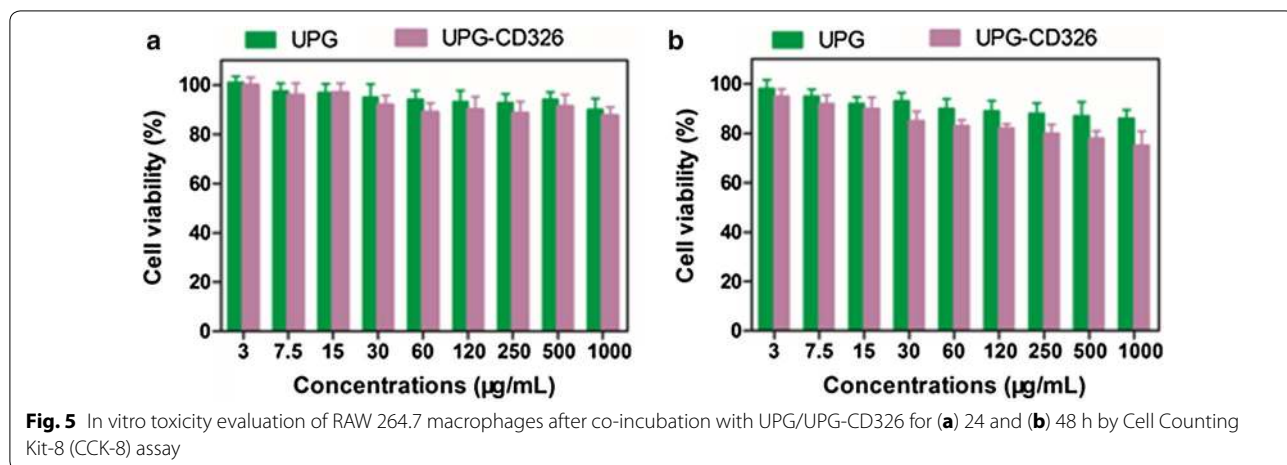 a
UPG
UPG-CD326
Cell viability (%)
100
80
60
40
20
0
3 7.5 15 30 60 120 250 500 1000
Concentrations (µg/mL)
b
UPG
UPG-CD326
Cell viability (%)
100
80
60
40
20
0
3 7.5 15 30 60 120 250 500 1000
Concentrations (µg/mL)
Fig. 5 In vitro toxicity evaluation of RAW 264.7 macrophages after co-incubation with UPG/UPG-CD326 for (a) 24 and (b) 48 h by Cell Counting
Kit-8 (CCK-8) assay